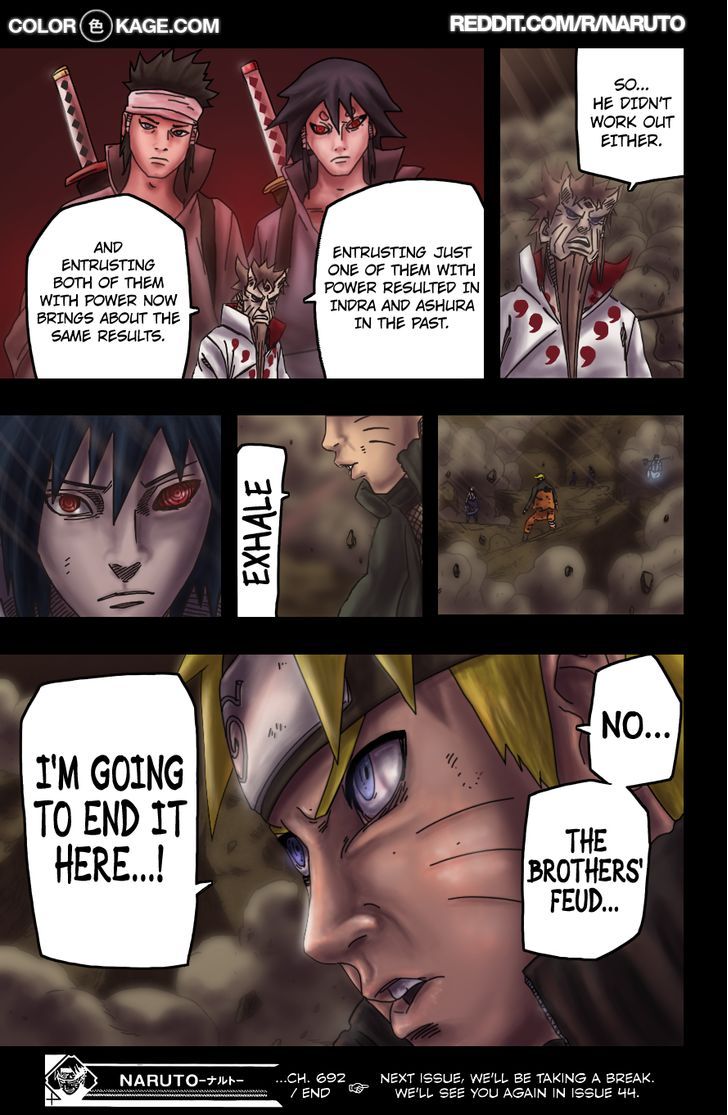 COLOR 色 KAGE.COM
REDDIT.COM/R/NARUTO
SO...
HE DIDN'T
WORK OUT
EITHER.
ENTRUSTING JUST
ONE OF THEM WITH
POWER RESULTED IN
INDRA AND ASHURA
IN THE PAST.
AND
ENTRUSTING
BOTH OF THEM
WITH POWER NOW
BRINGS ABOUT THE
SAME RESULTS.
EXHALE
NO...
THE
BROTHERS'
FEUD...
I'M GOING
TO END IT
HERE...!
NARUTO—ナルト—
...CH. 692
/ END
☞ NEXT ISSUE, WE'LL BE TAKING A BREAK.
WE'LL SEE YOU AGAIN IN ISSUE 44.